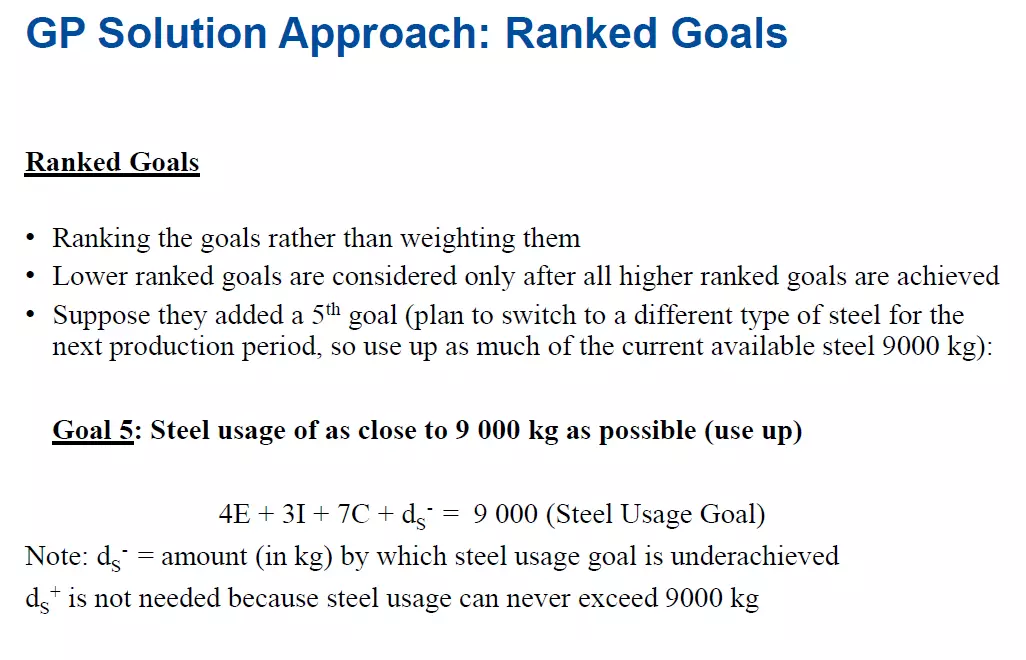 GP Solution Approach: Ranked Goals
Ranked Goals
• Ranking the goals rather than weighting them
• Lower ranked goals are considered only after all higher ranked goals are achieved
• Suppose they added a 5th goal (plan to switch to a different type of steel for the
next production period, so use up as much of the current available steel 9000 kg):
Goal 5: Steel usage of as close to 9 000 kg as possible (use up)
4E + 3I + 7C + dS- = 9 000 (Steel Usage Goal)
Note: dS- = amount (in kg) by which steel usage goal is underachieved
dS+ is not needed because steel usage can never exceed 9000 kg